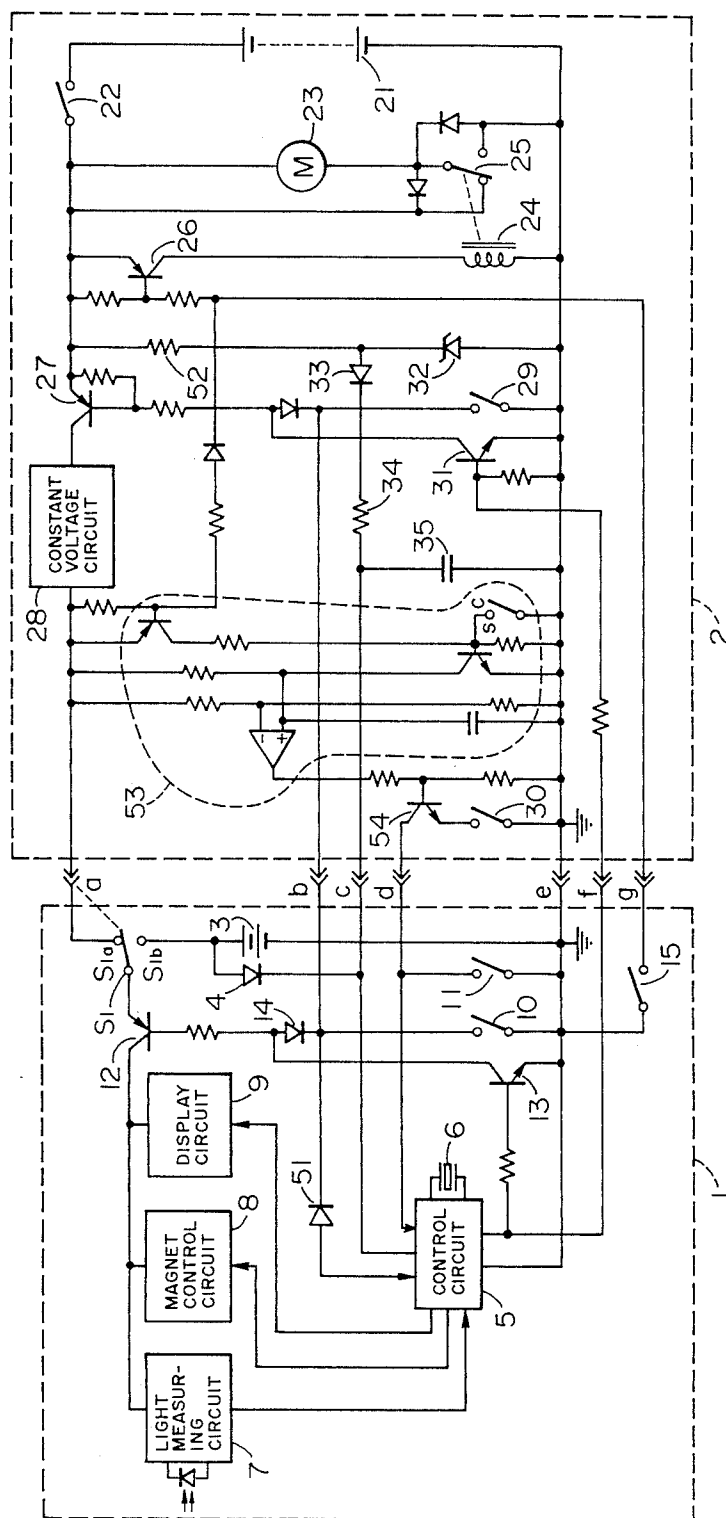 22
21
M
23
25
24
26
27
52
33
32
29
31
34
35
CONSTANT
VOLTAGE
CIRCUIT
28
C
S
53
54
30
2
a
b
c
d
e
f
g
S1a
S1b
S1
3
4
12
14
11
10
15
13
DISPLAY
CIRCUIT
9
51
6
MAGNET
CONTROL
CIRCUIT
8
CONTROL
CIRCUIT
5
LIGHT
MEASUR-
ING
CIRCUIT
7
1